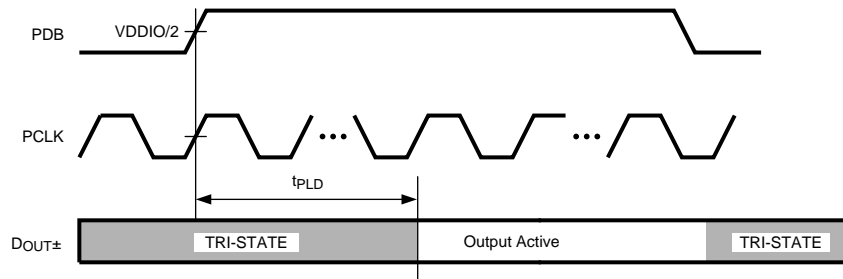 PDB
VDDIO/2
PCLK
•••
•••
tPLD
DOUT±
TRI-STATE
Output Active
TRI-STATE